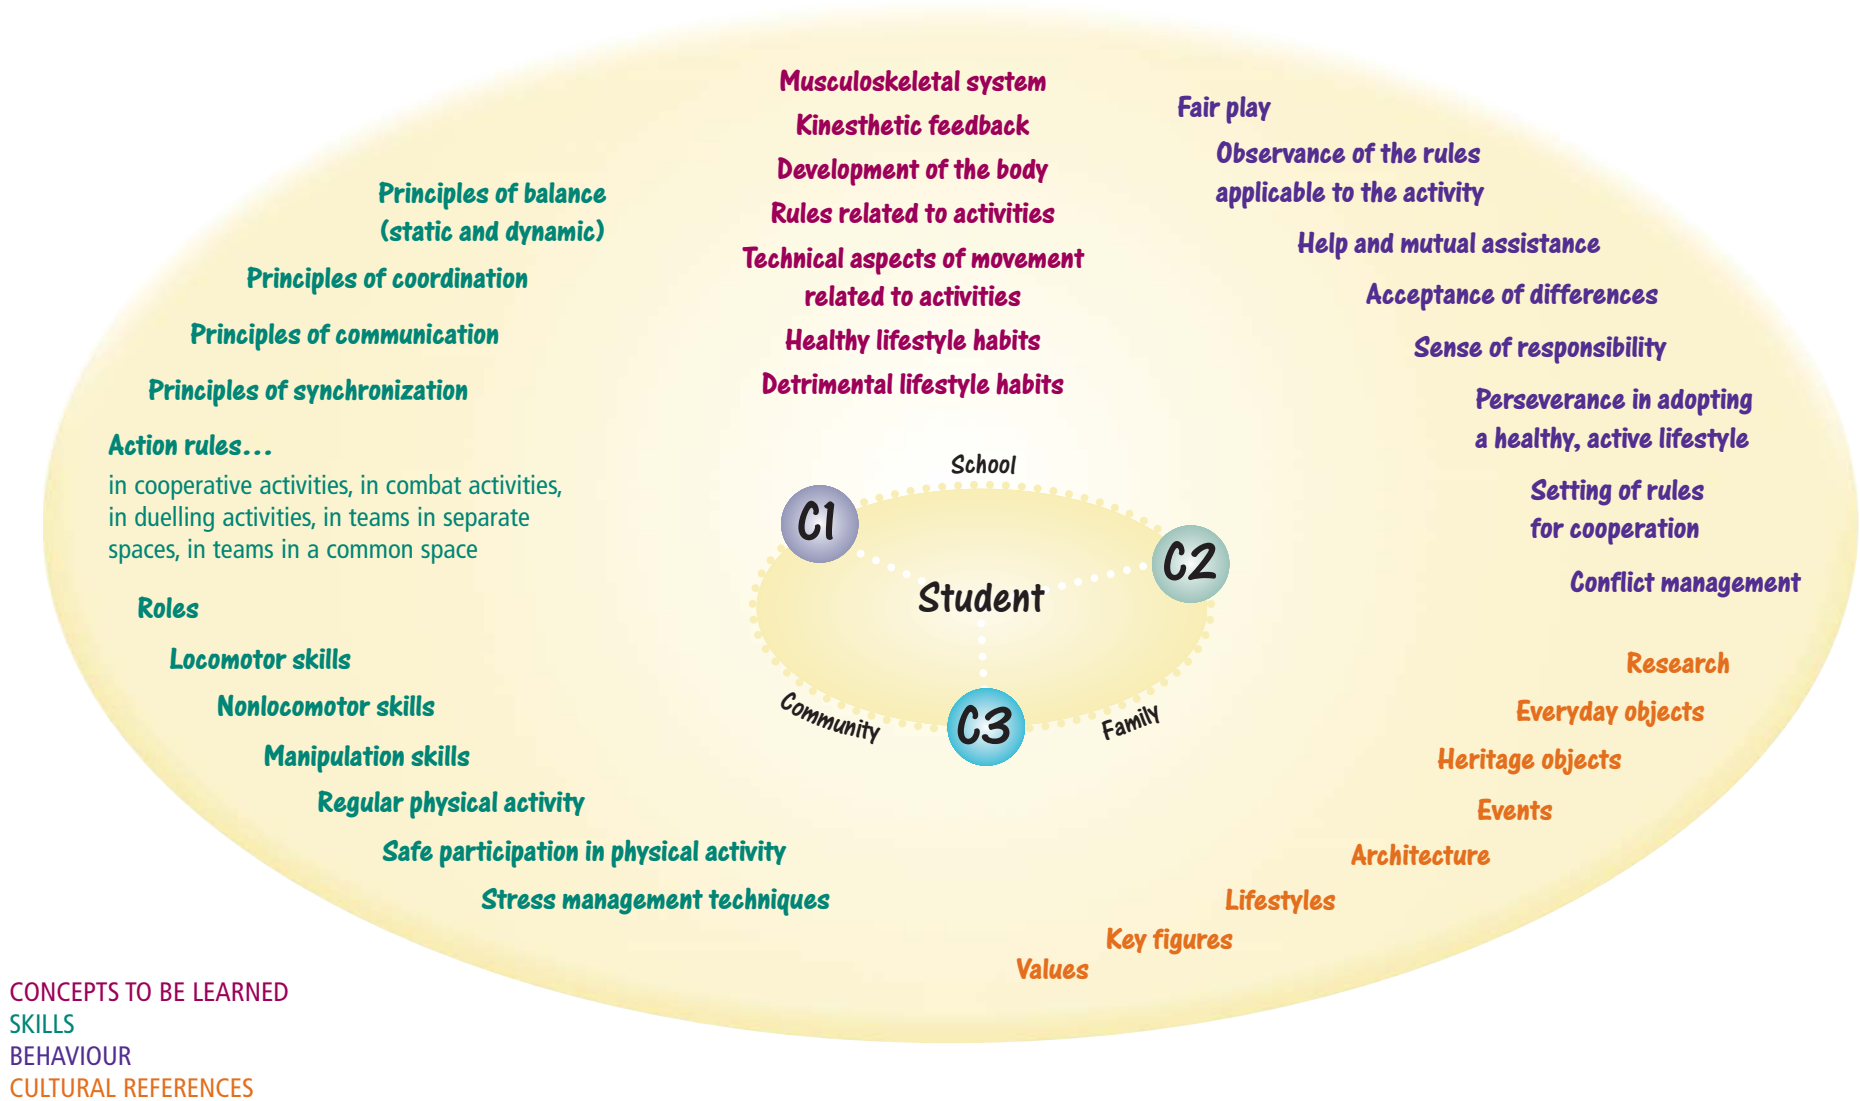 Musculoskeletal system
Kinesthetic feedback
Development of the body
Rules related to activities
Technical aspects of movement
related to activities
Healthy lifestyle habits
Detrimental lifestyle habits
Fair play
Observance of the rules
applicable to the activity
Help and mutual assistance
Acceptance of differences
Sense of responsibility
Perseverance in adopting
a healthy, active lifestyle
Setting of rules
for cooperation
Conflict management
Principles of balance
(static and dynamic)
Principles of coordination
Principles of communication
Principles of synchronization
Action rules...
in cooperative activities, in combat activities,
in duelling activities, in teams in separate
spaces, in teams in a common space
Roles
Locomotor skills
Nonlocomotor skills
Manipulation skills
Regular physical activity
Safe participation in physical activity
Stress management techniques
School
C1
C2
Student
C3
Community
Family
Research
Everyday objects
Heritage objects
Events
Architecture
Lifestyles
Key figures
Values
CONCEPTS TO BE LEARNED
SKILLS
BEHAVIOUR
CULTURAL REFERENCES